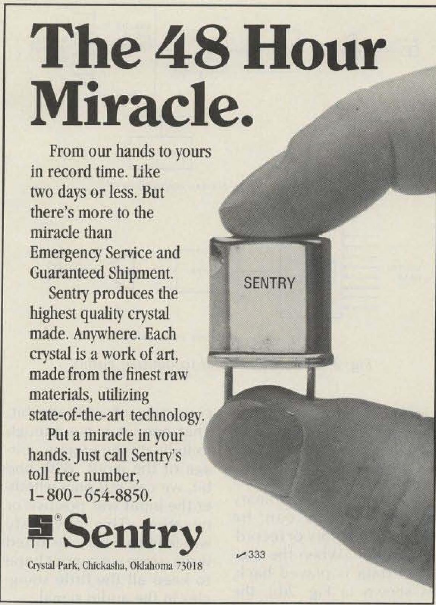 The 48 Hour
Miracle.
From our hands to yours
in record time. Like
two days or less. But
there's more to the
miracle than
Emergency Service and
Guaranteed Shipment.
Sentry produces the
highest quality crystal
made. Anywhere. Each
crystal is a work of art,
made from the finest raw
materials, utilizing
state-of-the-art technology.
Put a miracle in your
hands. Just call Sentry's
toll free number,
1-800-654-8850.
SENTRY
® Sentry
Crystal Park, Chickasha, Oklahoma 73018
333